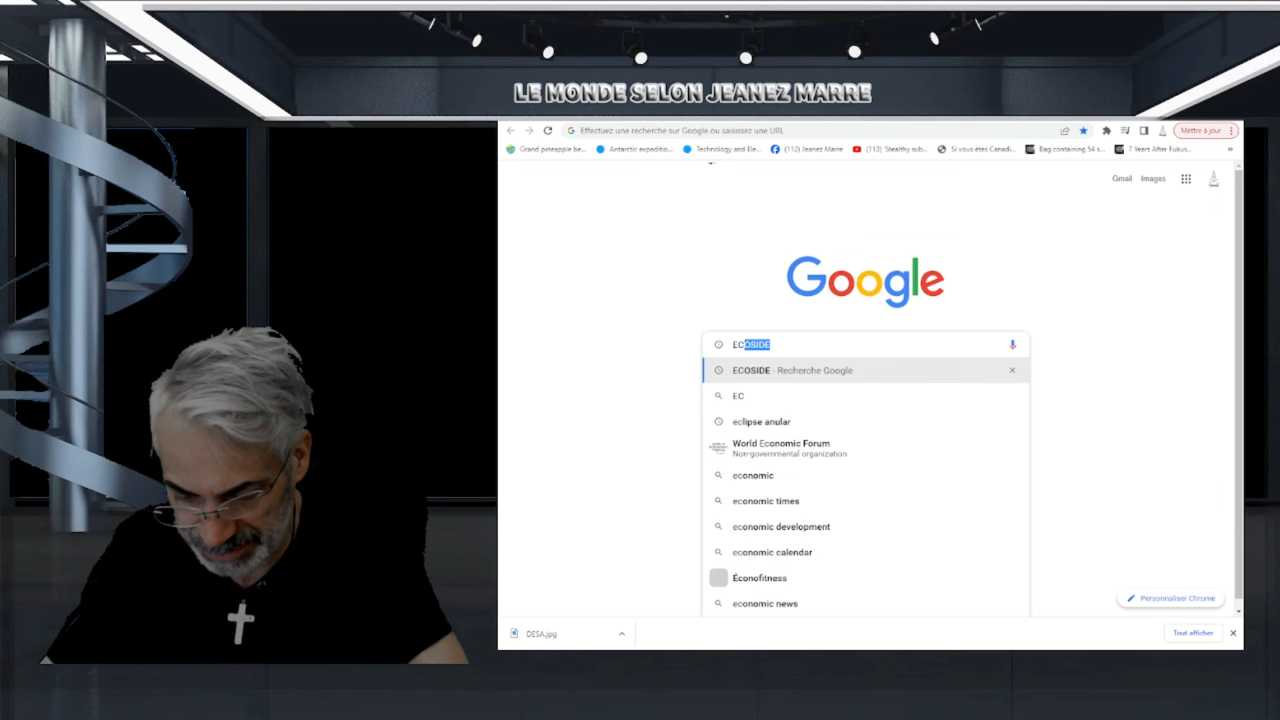 LE MONDE SELON JEANEZ MARRE
Effectuez une recherche sur Google ou saisissez une URL
Mettre à jour
Grand pineapple be...
Antarctic expeditio...
Technology and Ele...
(112) Jeanez Marre
(113) 'Stealthy sub...
Si vous êtes Canadi...
Bag containing 54 s...
7 Years After Fukus...
»
Gmail Images
Google
ECOSIDE
ECOSIDE - Recherche Google
EC
eclipse anular
World Economic Forum
Non-governmental organization
economic
economic times
economic development
economic calendar
Éconofitness
economic news
Personnaliser Chrome
DESA.jpg
Tout afficher